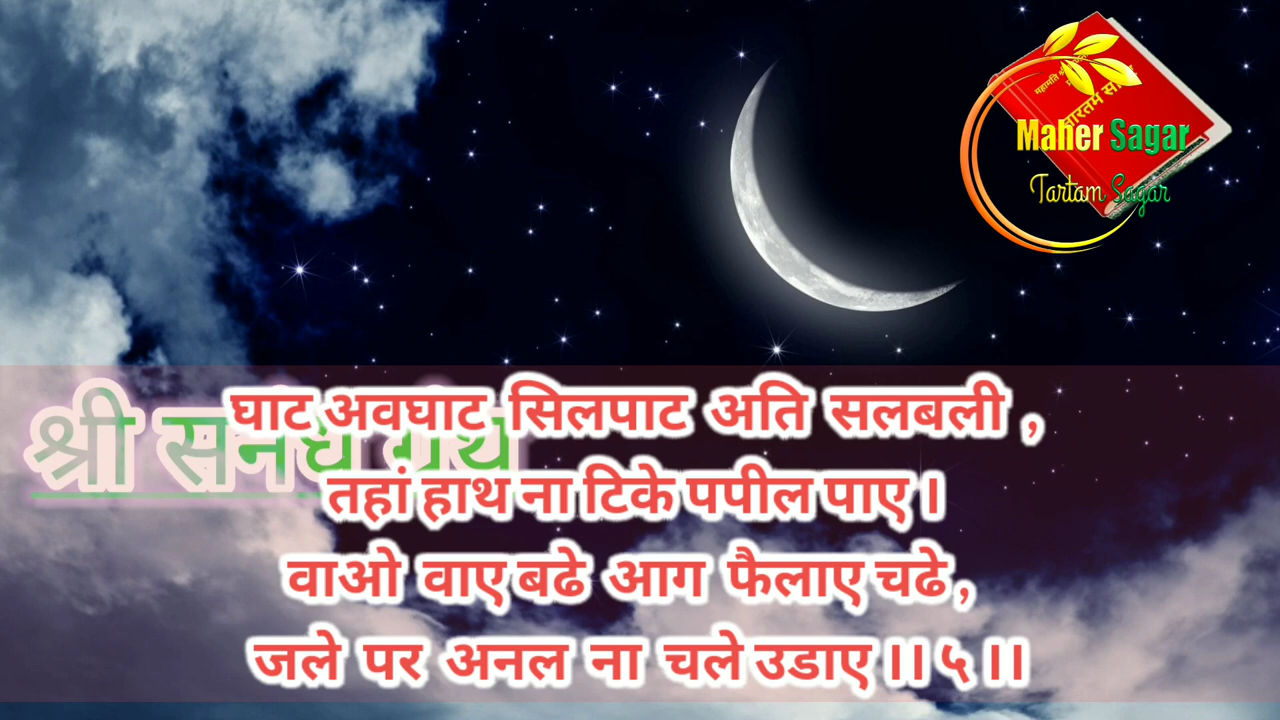 Maher Sagar
Tartam Sagar
श्री सनंध ग्रंथ
घाट अवघाट सिलपाट अति सलबली ,
तहां हाथ ना टिके पपील पाए ।
वाओ वाए बढे आग फैलाए चढे ,
जले पर अनल ना चले उडाए ।। ५ ।।